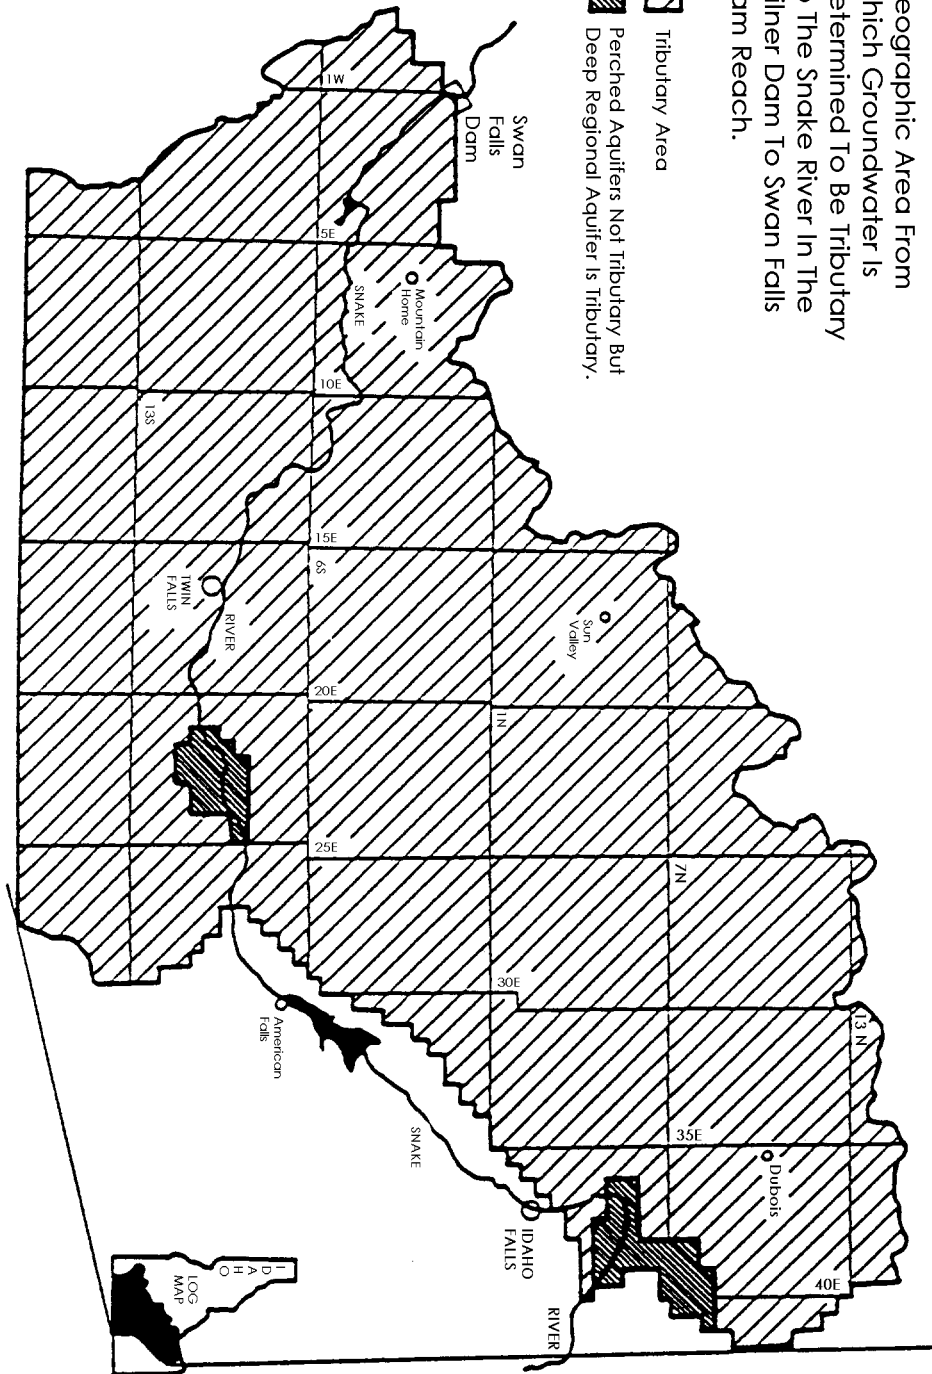 eographic Area From
hich Groundwater Is
etermined To Be Tributary
o The Snake River In The
ilner Dam To Swan Falls
am Reach.
Tributary Area
Perched Aquifers Not Tributary But
Deep Regional Aquifer Is Tributary.
Swan
Falls
Dam
1W
5E
Mountain
Home
SNAKE
10E
13S
15E
6S
TWIN
FALLS
RIVER
Sun
Valley
20E
1N
25E
7N
30E
13 N
American
Falls
SNAKE
35E
Dubois
IDAHO
FALLS
40E
RIVER
IDAHO
LOG
MAP